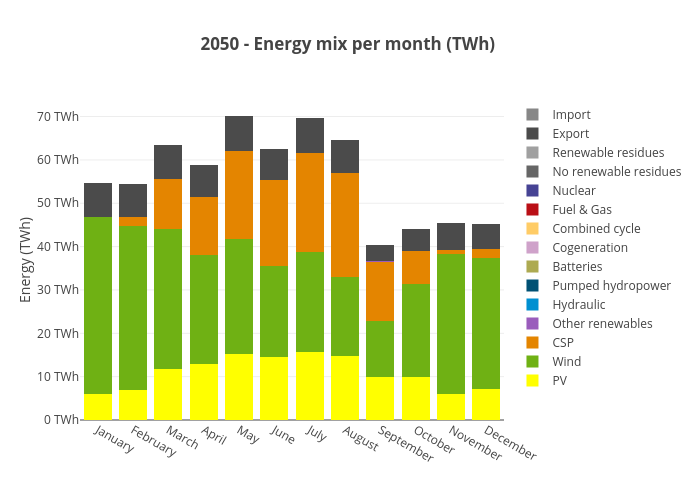 2050 - Energy mix per month (TWh)
Energy (TWh)
70 TWh
60 TWh
50 TWh
40 TWh
30 TWh
20 TWh
10 TWh
0 TWh
January
February
March
April
May
June
July
August
September
October
November
December
Import
Export
Renewable residues
No renewable residues
Nuclear
Fuel & Gas
Combined cycle
Cogeneration
Batteries
Pumped hydropower
Hydraulic
Other renewables
CSP
Wind
PV